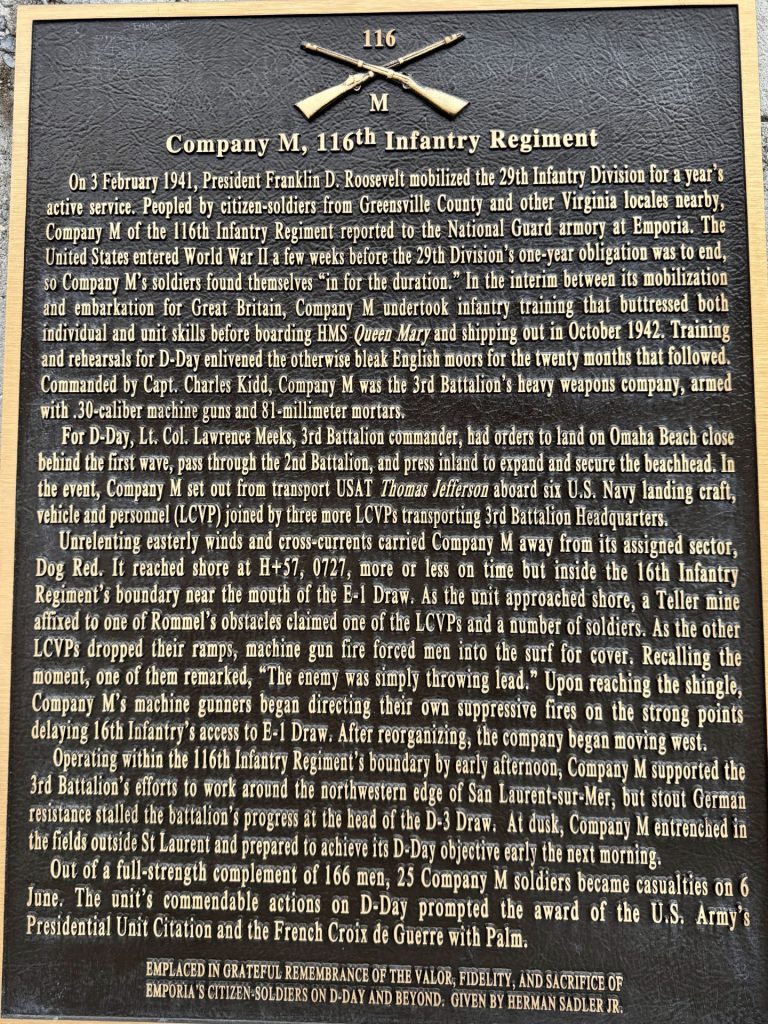 116
M
Company M, 116th Infantry Regiment
On 3 February 1941, President Franklin D. Roosevelt mobilized the 29th Infantry Division for a year's
active service. Peopled by citizen-soldiers from Greensville County and other Virginia locales nearby,
Company M of the 116th Infantry Regiment reported to the National Guard armory at Emporia. The
United States entered World War II a few weeks before the 29th Division's one-year obligation was to end,
so Company M's soldiers found themselves "in for the duration." In the interim between its mobilization
and embarkation for Great Britain, Company M undertook infantry training that buttressed both
individual and unit skills before boarding HMS Queen Mary and shipping out in October 1942. Training
and rehearsals for D-Day enlivened the otherwise bleak English moors for the twenty months that followed.
Commanded by Capt. Charles Kidd, Company M was the 3rd Battalion's heavy weapons company, armed
with .30-caliber machine guns and 81-millimeter mortars.
For D-Day, Lt. Col. Lawrence Meeks, 3rd Battalion commander, had orders to land on Omaha Beach close
behind the first wave, pass through the 2nd Battalion, and press inland to expand and secure the beachhead. In
the event, Company M set out from transport USAT Thomas Jefferson aboard six U.S. Navy landing craft,
vehicle and personnel (LCVP) joined by three more LCVPs transporting 3rd Battalion Headquarters.
Unrelenting easterly winds and cross-currents carried Company M away from its assigned sector,
Dog Red. It reached shore at H+57, 0727, more or less on time but inside the 16th Infantry
Regiment's boundary near the mouth of the E-1 Draw. As the unit approached shore, a Teller mine
affixed to one of Rommel's obstacles claimed one of the LCVPs and a number of soldiers. As the other
LCVPs dropped their ramps, machine gun fire forced men into the surf for cover. Recalling the
moment, one of them remarked, "The enemy was simply throwing lead." Upon reaching the shingle,
Company M's machine gunners began directing their own suppressive fires on the strong points
delaying 16th Infantry's access to E-1 Draw. After reorganizing, the company began moving west.
Operating within the 116th Infantry Regiment's boundary by early afternoon, Company M supported the
3rd Battalion's efforts to work around the northwestern edge of San Laurent-sur-Mer, but stout German
resistance stalled the battalion's progress at the head of the D-3 Draw. At dusk, Company M entrenched in
the fields outside St Laurent and prepared to achieve its D-Day objective early the next morning.
Out of a full-strength complement of 166 men, 25 Company M soldiers became casualties on 6
June. The unit's commendable actions on D-Day prompted the award of the U.S. Army's
Presidential Unit Citation and the French Croix de Guerre with Palm.
EMPLACED IN GRATEFUL REMEMBRANCE OF THE VALOR, FIDELITY, AND SACRIFICE OF
EMPORIA'S CITIZEN-SOLDIERS ON D-DAY AND BEYOND. GIVEN BY HERMAN SADLER JR.